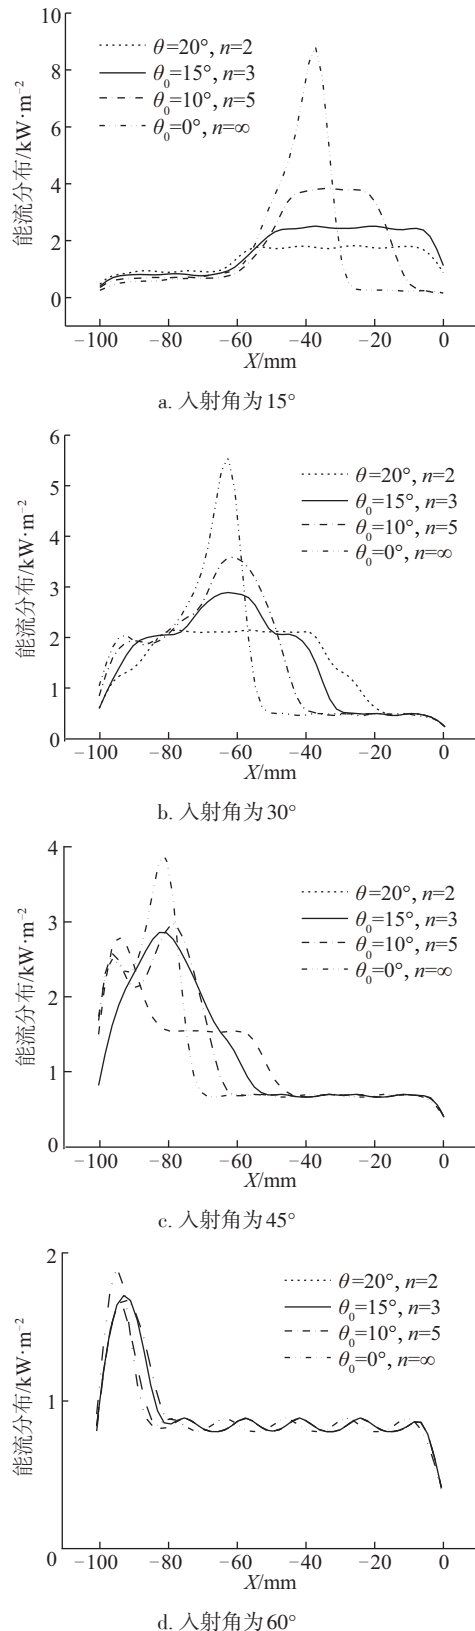 10
8
6
4
2
0
能流分布/kW·m−2
θ=20°, n=2
θ0=15°, n=3
θ0=10°, n=5
θ0=0°, n=∞
−100 −80 −60 −40 −20 0
X/mm
a. 入射角为15°
6
5
4
3
2
1
0
能流分布/kW·m−2
θ=20°, n=2
θ0=15°, n=3
θ0=10°, n=5
θ0=0°, n=∞
−100 −80 −60 −40 −20 0
X/mm
b. 入射角为30°
4
3
2
1
0
能流分布/kW·m−2
θ=20°, n=2
θ0=15°, n=3
θ0=10°, n=5
θ0=0°, n=∞
−100 −80 −60 −40 −20 0
X/mm
c. 入射角为45°
2
1
0
能流分布/kW·m−2
θ=20°, n=2
θ0=15°, n=3
θ0=10°, n=5
θ0=0°, n=∞
−100 −80 −60 −40 −20 0
X/mm
d. 入射角为60°